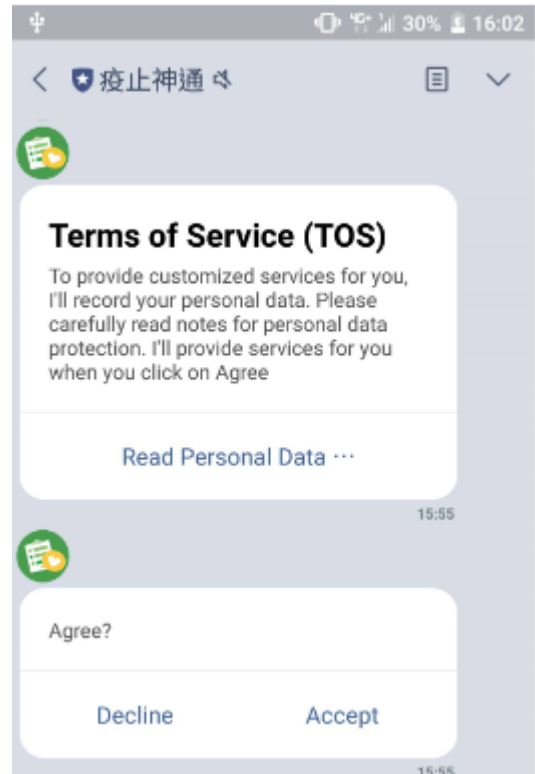 30% 16:02
疫止神通
Terms of Service (TOS)
To provide customized services for you,
I'll record your personal data. Please
carefully read notes for personal data
protection. I'll provide services for you
when you click on Agree
Read Personal Data ···
15:55
Agree?
Decline Accept
15:55